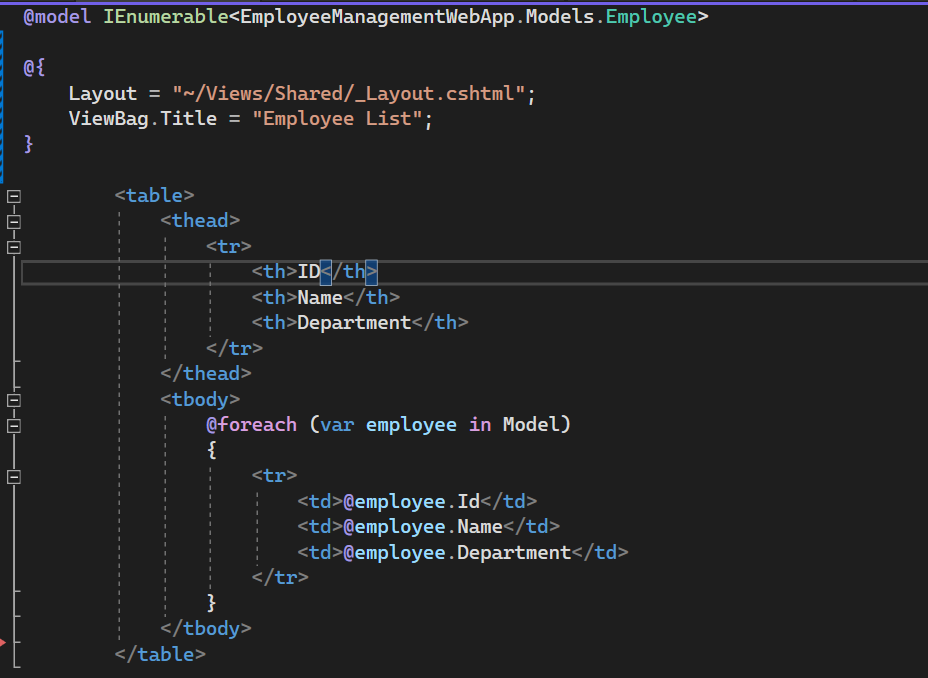 @model IEnumerable<EmployeeManagementWebApp.Models.Employee>
@{
Layout = "~/Views/Shared/_Layout.cshtml";
ViewBag.Title = "Employee List";
}
<table>
<thead>
<tr>
<th>ID</th>
<th>Name</th>
<th>Department</th>
</tr>
</thead>
<tbody>
@foreach (var employee in Model)
{
<tr>
<td>@employee.Id</td>
<td>@employee.Name</td>
<td>@employee.Department</td>
</tr>
}
</tbody>
</table>